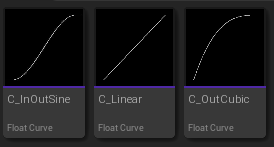 C_InOutSine
Float Curve
C_Linear
Float Curve
C_OutCubic
Float Curve